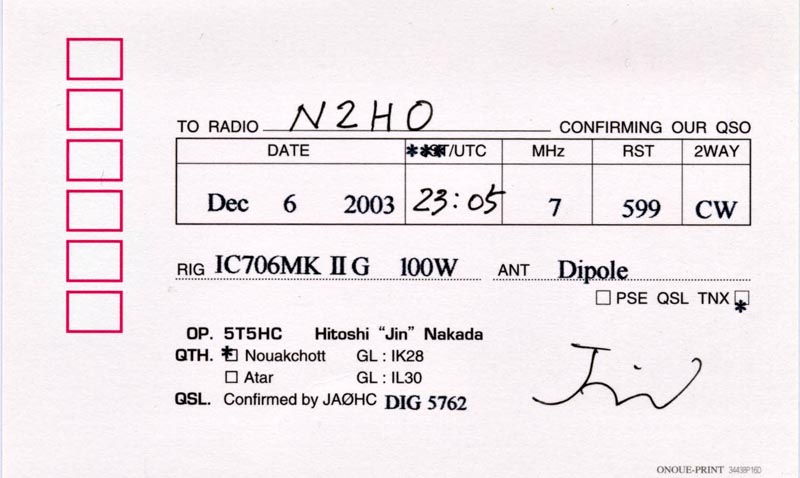 TO RADIO N2HO CONFIRMING OUR QSO
DATE ***ST/UTC MHz RST 2WAY
Dec 6 2003 23:05 7 599 CW
RIG IC706MK II G 100W ANT Dipole
☐ PSE QSL TNX ☐*
OP. 5T5HC Hitoshi "Jin" Nakada
QTH. *☐ Nouakchott GL : IK28
☐ Atar GL : IL30
QSL. Confirmed by JAØHC DIG 5762
Jin
ONOUE-PRINT 34438P16D